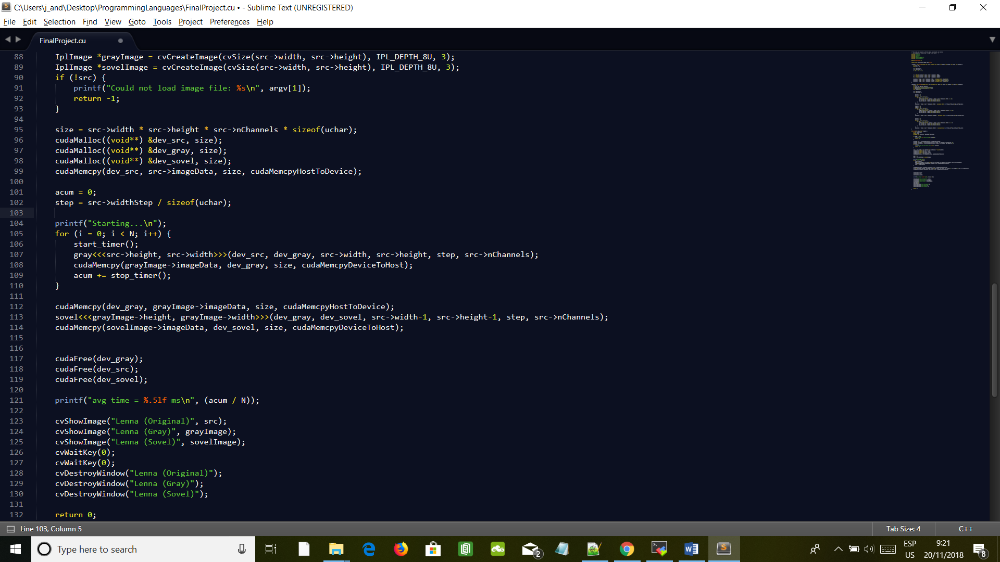 C:\Users\j_and\Desktop\ProgrammingLanguages\FinalProject.cu • - Sublime Text (UNREGISTERED)
File Edit Selection Find View Goto Tools Project Preferences Help
FinalProject.cu
88 IplImage *grayImage = cvCreateImage(cvSize(src->width, src->height), IPL_DEPTH_8U, 3);
89 IplImage *sovelImage = cvCreateImage(cvSize(src->width, src->height), IPL_DEPTH_8U, 3);
90 if (!src) {
91 printf("Could not load image file: %s\n", argv[1]);
92 return -1;
93 }
94
95 size = src->width * src->height * src->nChannels * sizeof(uchar);
96 cudaMalloc((void**) &dev_src, size);
97 cudaMalloc((void**) &dev_gray, size);
98 cudaMalloc((void**) &dev_sovel, size);
99 cudaMemcpy(dev_src, src->imageData, size, cudaMemcpyHostToDevice);
100
101 acum = 0;
102 step = src->widthStep / sizeof(uchar);
103
104 printf("Starting...\n");
105 for (i = 0; i < N; i++) {
106 start_timer();
107 gray<<<src->height, src->width>>>(dev_src, dev_gray, src->width, src->height, step, src->nChannels);
108 cudaMemcpy(grayImage->imageData, dev_gray, size, cudaMemcpyDeviceToHost);
109 acum += stop_timer();
110 }
111
112 cudaMemcpy(dev_gray, grayImage->imageData, size, cudaMemcpyHostToDevice);
113 sovel<<<grayImage->height, grayImage->width>>>(dev_gray, dev_sovel, src->width-1, src->height-1, step, src->nChannels);
114 cudaMemcpy(sovelImage->imageData, dev_sovel, size, cudaMemcpyDeviceToHost);
115
116
117 cudaFree(dev_gray);
118 cudaFree(dev_src);
119 cudaFree(dev_sovel);
120
121 printf("avg time = %.5lf ms\n", (acum / N));
122
123 cvShowImage("Lenna (Original)", src);
124 cvShowImage("Lenna (Gray)", grayImage);
125 cvShowImage("Lenna (Sovel)", sovelImage);
126 cvWaitKey(0);
127 cvWaitKey(0);
128 cvDestroyWindow("Lenna (Original)");
129 cvDestroyWindow("Lenna (Gray)");
130 cvDestroyWindow("Lenna (Sovel)");
131
132 return 0;
Line 103, Column 5 Tab Size: 4 C++
Type here to search 2 ESP US 9:21 20/11/2018 8